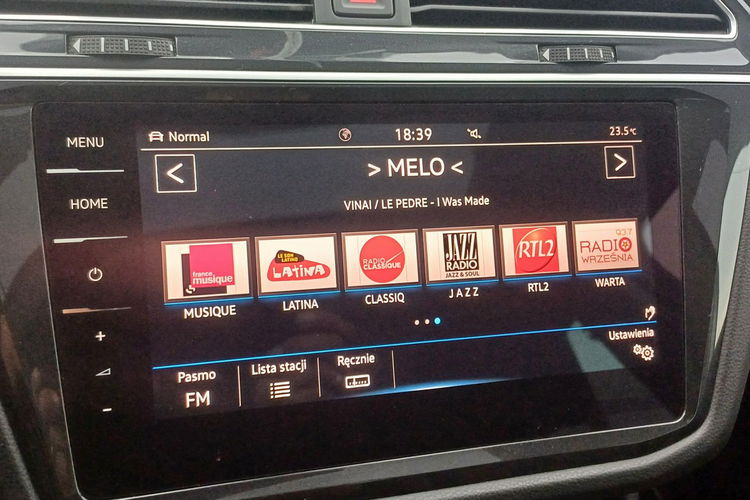 MENU
HOME
Normal
18:39
23.5°C
<
> MELO <
>
VINAI / LE PEDRE - I Was Made
france musique
LE SON LATINO
LATINA
RADIO CLASSIQUE
JAZZ RADIO
JAZZ & SOUL
RTL2
93.7
RADIO WRZEŚNIA
MUSIQUE
LATINA
CLASSIQ
J A Z Z
RTL2
WARTA
Ustawienia
Pasmo
FM
Lista stacji
Ręcznie
+
-